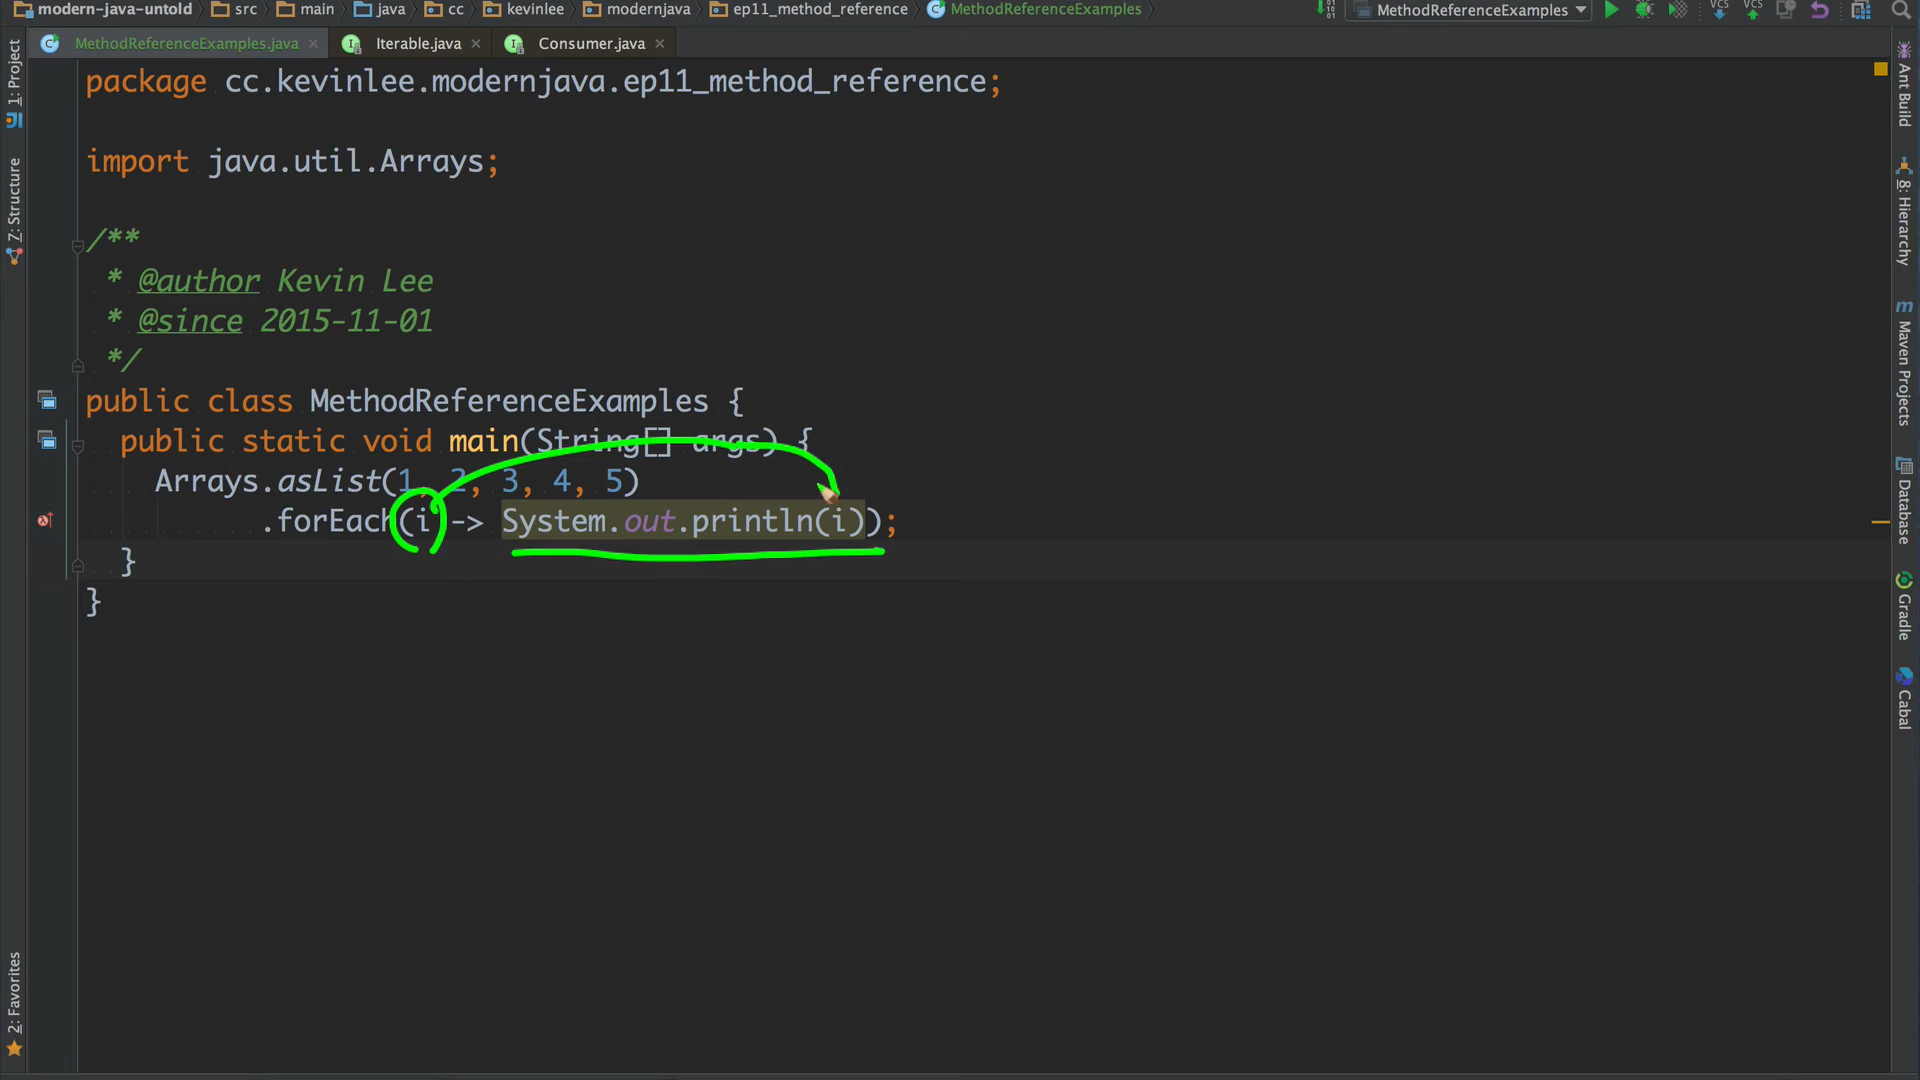 modern-java-untold src main java cc kevinlee modernjava ep11_method_reference MethodReferenceExamples
MethodReferenceExamples
VCS VCS
MethodReferenceExamples.java Iterable.java Consumer.java
package cc.kevinlee.modernjava.ep11_method_reference;
import java.util.Arrays;
/**
* @author Kevin Lee
* @since 2015-11-01
*/
public class MethodReferenceExamples {
public static void main(String[] args) {
Arrays.asList(1, 2, 3, 4, 5)
.forEach(i -> System.out.println(i));
}
}
1: Project
7: Structure
2: Favorites
Ant Build
8: Hierarchy
Maven Projects
Database
Gradle
Cabal